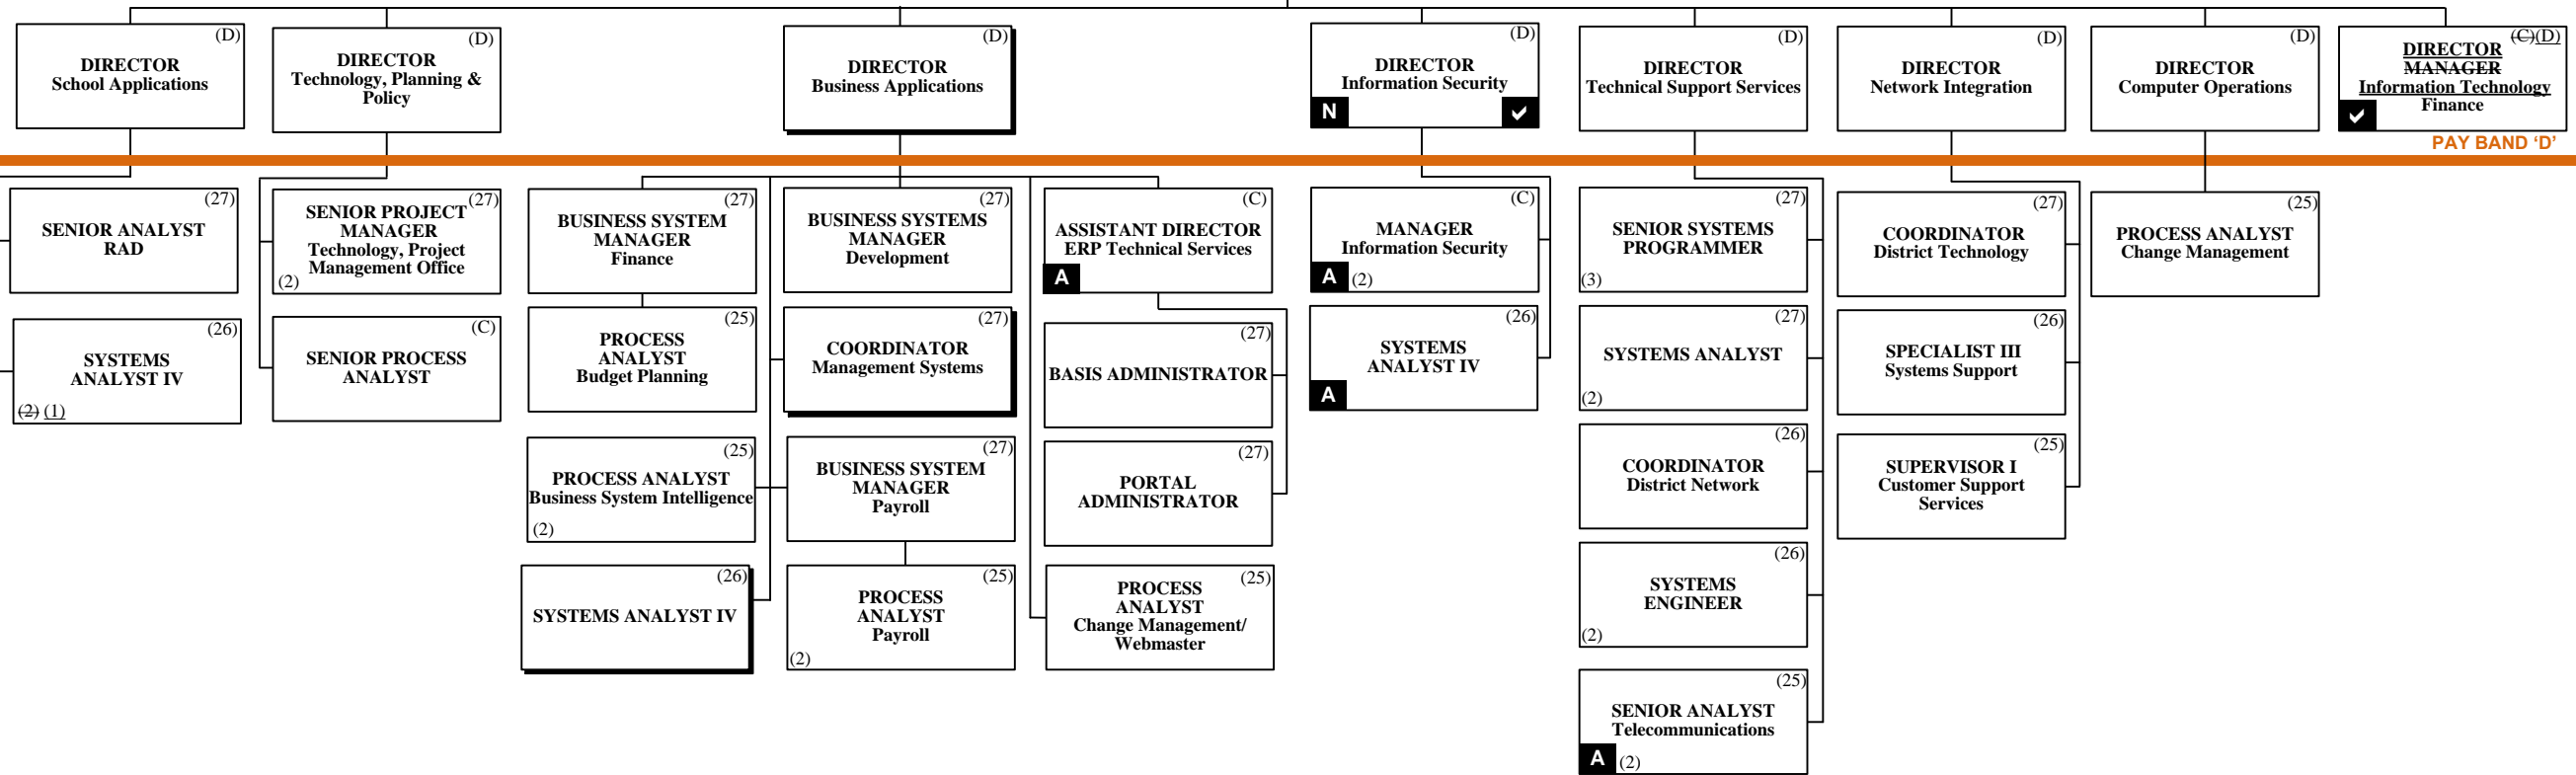 (D)
DIRECTOR
School Applications
(D)
DIRECTOR
Technology, Planning &
Policy
(D)
DIRECTOR
Business Applications
(D)
DIRECTOR
Information Security
N
(D)
DIRECTOR
Technical Support Services
(D)
DIRECTOR
Network Integration
(D)
DIRECTOR
Computer Operations
(C)(D)
DIRECTOR
MANAGER
Information Technology
Finance
PAY BAND ‘D’
(27)
SENIOR ANALYST
RAD
(26)
SYSTEMS
ANALYST IV
(2) (1)
(27)
SENIOR PROJECT
MANAGER
Technology, Project
Management Office
(2)
(C)
SENIOR PROCESS
ANALYST
(27)
BUSINESS SYSTEM
MANAGER
Finance
(25)
PROCESS
ANALYST
Budget Planning
(25)
PROCESS ANALYST
Business System Intelligence
(2)
(26)
SYSTEMS ANALYST IV
(27)
BUSINESS SYSTEMS
MANAGER
Development
(27)
COORDINATOR
Management Systems
(27)
BUSINESS SYSTEM
MANAGER
Payroll
(25)
PROCESS
ANALYST
Payroll
(2)
(C)
ASSISTANT DIRECTOR
ERP Technical Services
A
(27)
BASIS ADMINISTRATOR
(27)
PORTAL
ADMINISTRATOR
(25)
PROCESS
ANALYST
Change Management/
Webmaster
(C)
MANAGER
Information Security
A (2)
(26)
SYSTEMS
ANALYST IV
A
(27)
SENIOR SYSTEMS
PROGRAMMER
(3)
(27)
SYSTEMS ANALYST
(2)
(26)
COORDINATOR
District Network
(26)
SYSTEMS
ENGINEER
(2)
(25)
SENIOR ANALYST
Telecommunications
A (2)
(27)
COORDINATOR
District Technology
(26)
SPECIALIST III
Systems Support
(25)
SUPERVISOR I
Customer Support
Services
(25)
PROCESS ANALYST
Change Management